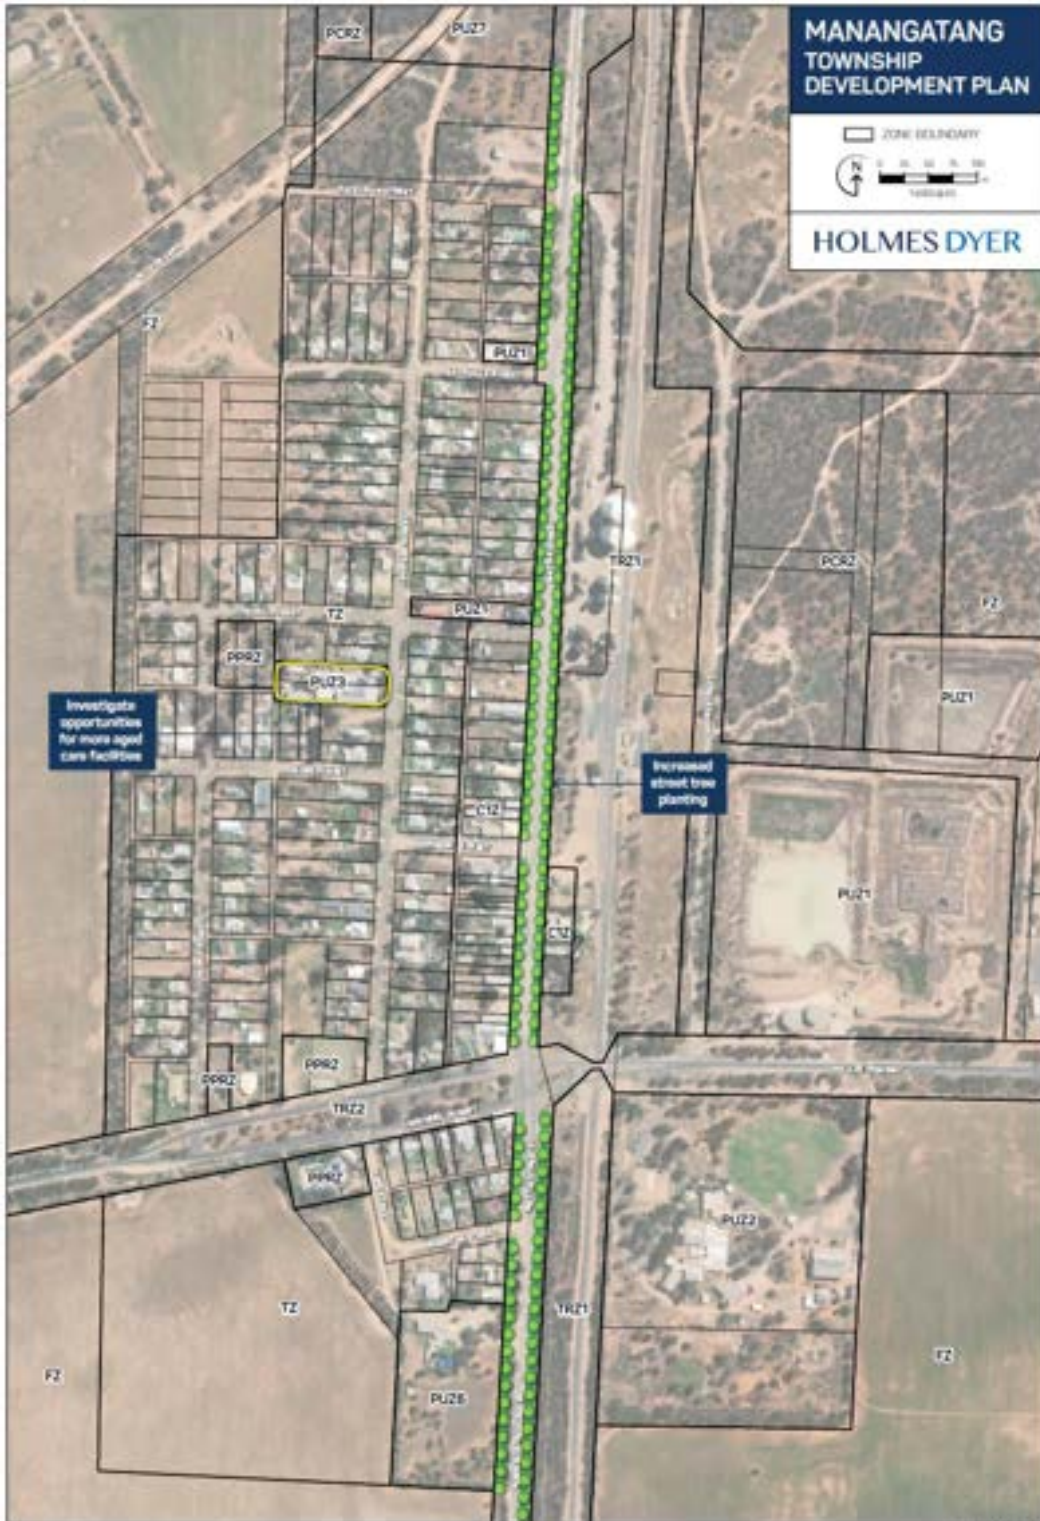 MANANGATANG
TOWNSHIP
DEVELOPMENT PLAN
ZONE BOUNDARY
N
HOLMES DYER
PCRZ
PUZ7
FZ
PUZ1
TRZ1
PCRZ
FZ
TZ
PUZ1
PPRZ
PUZ3
PUZ1
Investigate
opportunities
for more aged
care facilities
Increased
street tree
planting
C1Z
PUZ1
C1Z
PPRZ
PPRZ
TRZ2
PPRZ
PUZ2
TZ
TRZ1
FZ
FZ
PUZ6